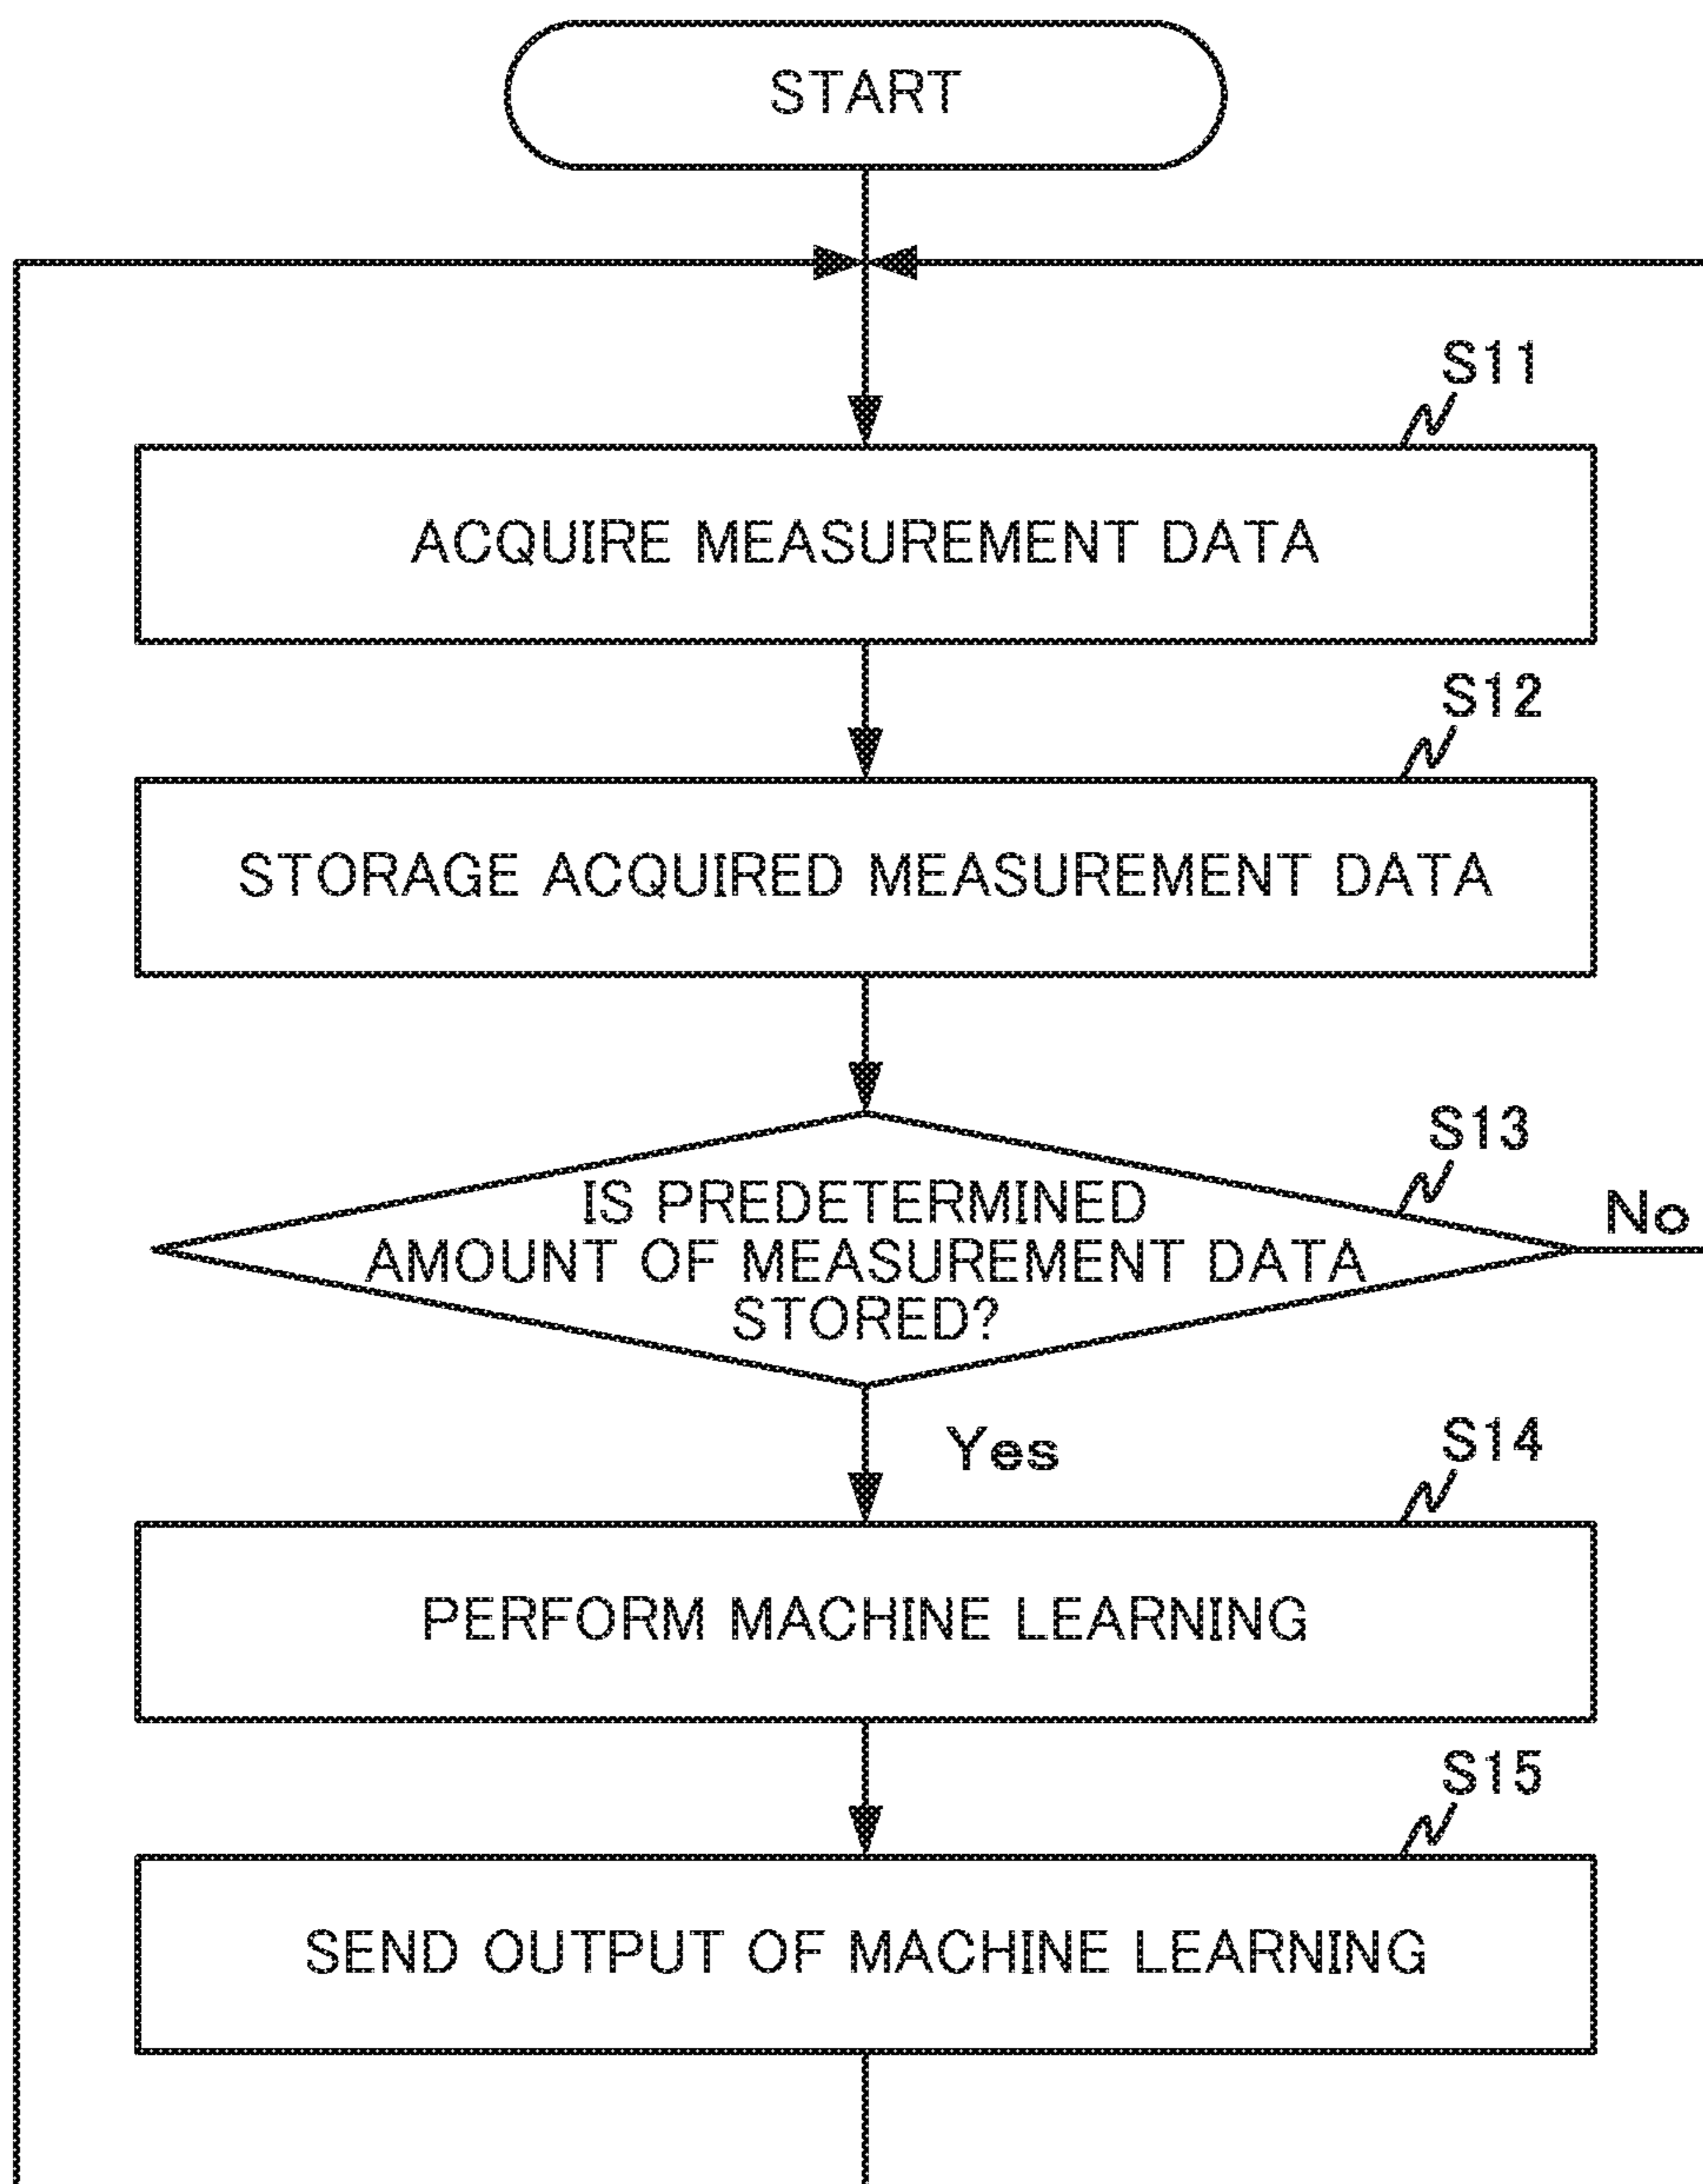 START
S11
ACQUIRE MEASUREMENT DATA
S12
STORAGE ACQUIRED MEASUREMENT DATA
S13
IS PREDETERMINED
AMOUNT OF MEASUREMENT DATA
STORED?
No
Yes
S14
PERFORM MACHINE LEARNING
S15
SEND OUTPUT OF MACHINE LEARNING